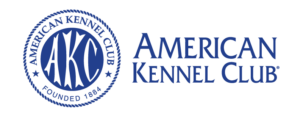 AMERICAN KENNEL CLUB
AKC
FOUNDED 1884
AMERICAN
KENNEL CLUB®